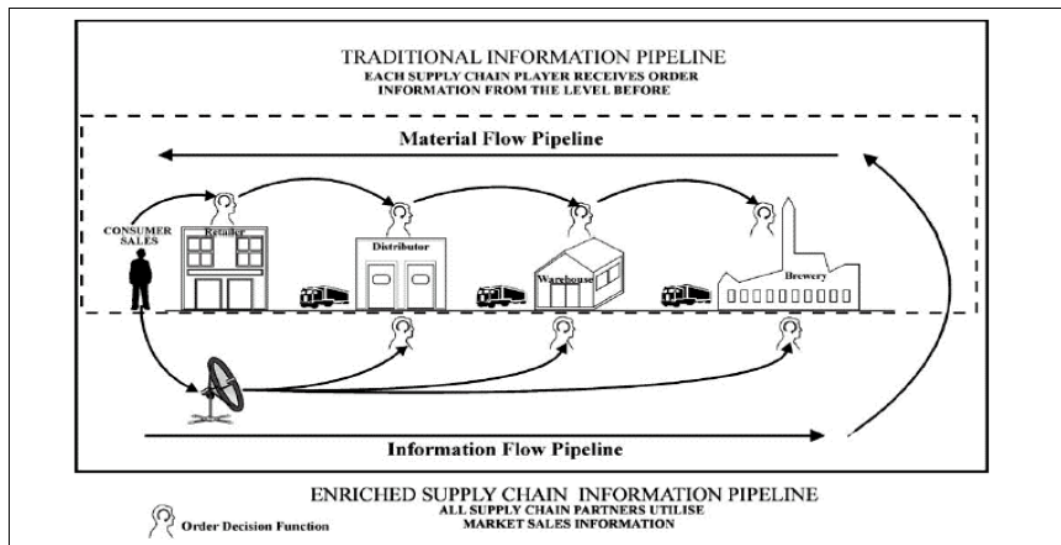 TRADITIONAL INFORMATION PIPELINE
EACH SUPPLY CHAIN PLAYER RECEIVES ORDER
INFORMATION FROM THE LEVEL BEFORE
Material Flow Pipeline
CONSUMER
SALES
Retailer
Distributor
Warehouse
Brewery
Information Flow Pipeline
ENRICHED SUPPLY CHAIN INFORMATION PIPELINE
ALL SUPPLY CHAIN PARTNERS UTILISE
MARKET SALES INFORMATION
Order Decision Function